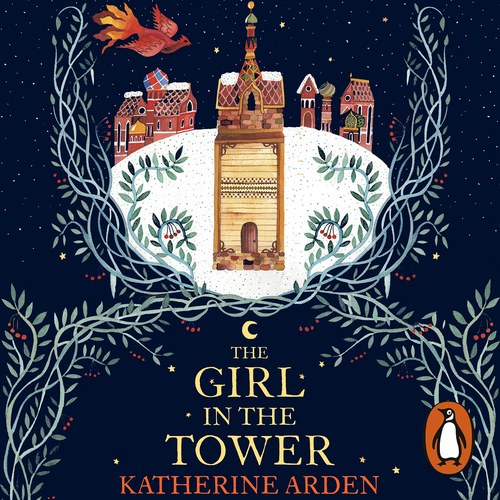 THE
GIRL
IN THE
TOWER
KATHERINE ARDEN